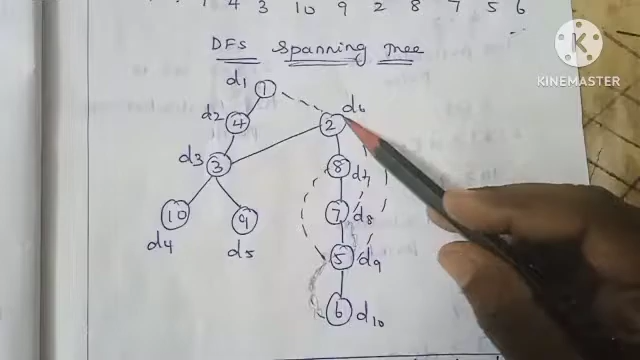 1 4 3 10 9 2 8 7 5 6
DFS Spanning Tree
KINEMASTER
d1 1
d2 4 2 d6
d3 3 8 d7
10 9 7 d8
d4 d5 5 d9
6 d10